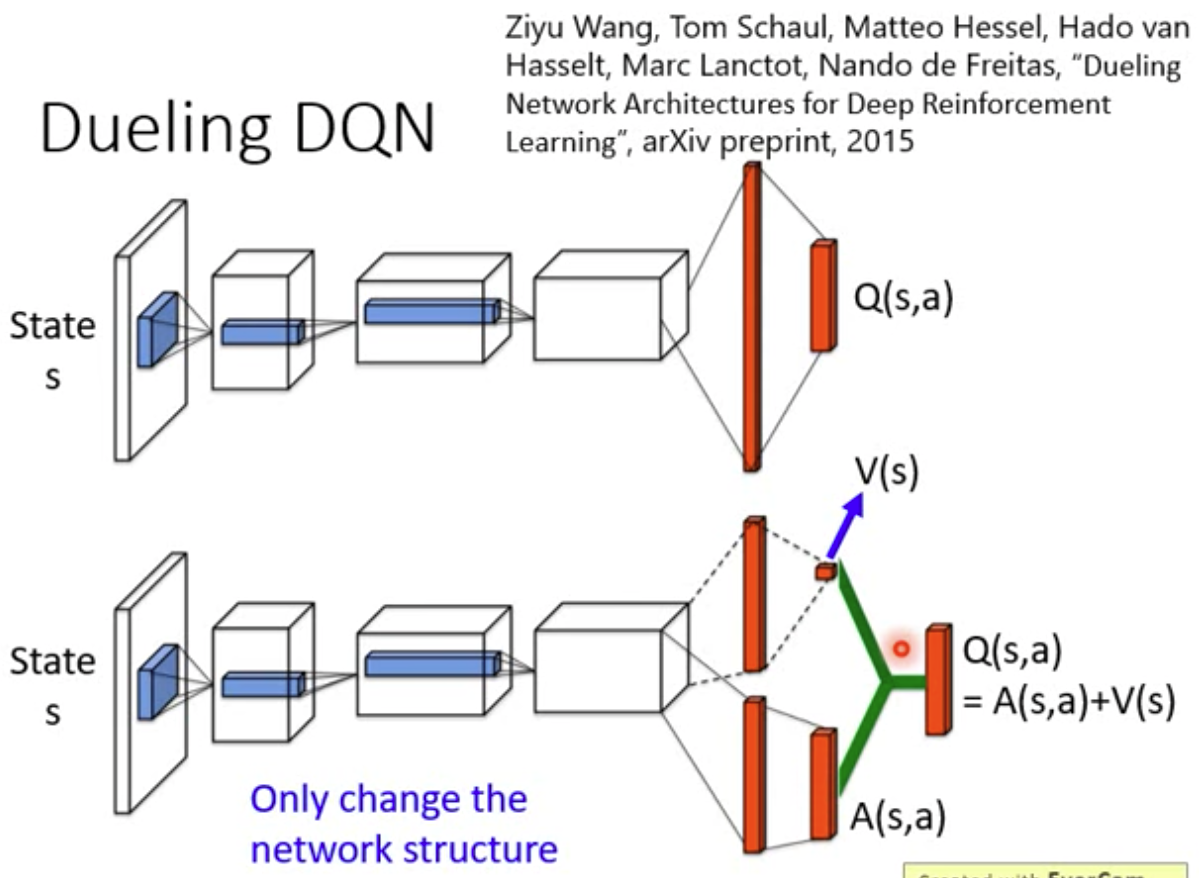 Ziyu Wang, Tom Schaul, Matteo Hessel, Hado van
Hasselt, Marc Lanctot, Nando de Freitas, "Dueling
Network Architectures for Deep Reinforcement
Learning", arXiv preprint, 2015
Dueling DQN
State
s
Q(s,a)
V(s)
State
s
Q(s,a)
= A(s,a)+V(s)
A(s,a)
Only change the
network structure
Created with EverCam